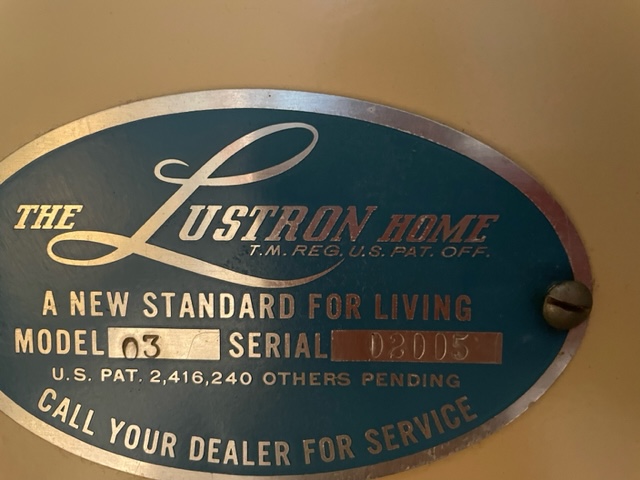 THE LUSTRON HOME
T.M. REG. U.S. PAT. OFF.
A NEW STANDARD FOR LIVING
MODEL 03 SERIAL 02005
U.S. PAT. 2,416,240 OTHERS PENDING
CALL YOUR DEALER FOR SERVICE